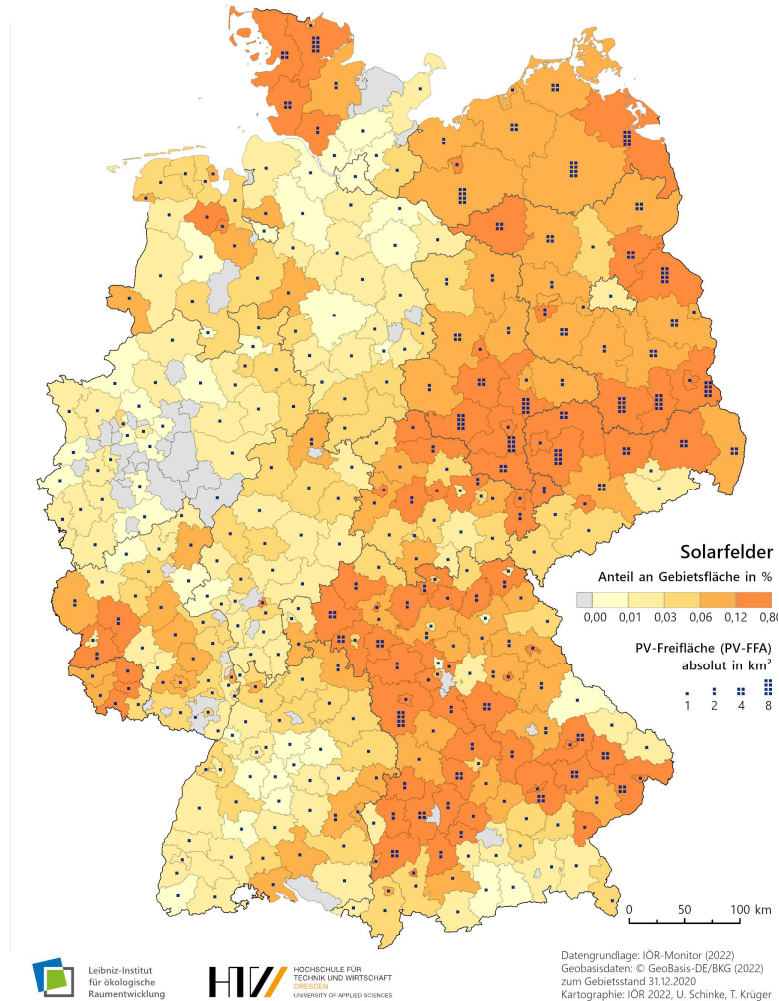 Solarfelder
Anteil an Gebietsfläche in %
0,00 0,01 0,03 0,06 0,12 0,80
PV-Freifläche (PV-FFA)
absolut in km²
1 2 4 8
0 50 100 km
Leibniz-Institut
für ökologische
Raumentwicklung
HTW
HOCHSCHULE FÜR
TECHNIK UND WIRTSCHAFT
DRESDEN
UNIVERSITY OF APPLIED SCIENCES
Datengrundlage: IÖR-Monitor (2022)
Geobasisdaten: © GeoBasis-DE/BKG (2022)
zum Gebietsstand 31.12.2020
Kartographie: IÖR 2022, U. Schinke, T. Krüger